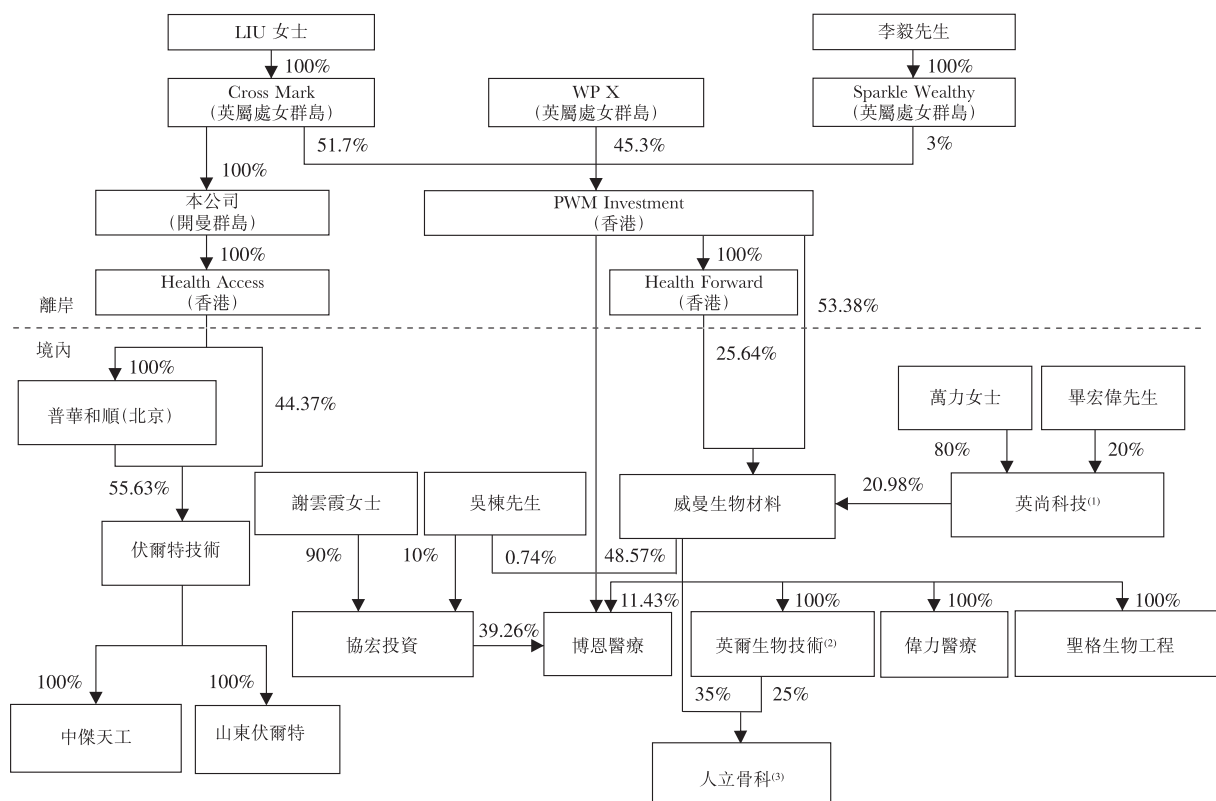 LIU 女士
李毅先生
100%
100%
Cross Mark
(英屬處女群島)
WP X
(英屬處女群島)
Sparkle Wealthy
(英屬處女群島)
51.7%
45.3%
3%
100%
本公司
(開曼群島)
PWM Investment
(香港)
100%
100%
Health Access
(香港)
Health Forward
(香港)
離岸
53.38%
境內
100%
25.64%
44.37%
普華和順(北京)
萬力女士
畢宏偉先生
80%
20%
55.63%
謝雲霞女士
吳棟先生
威曼生物材料
20.98%
英尚科技(1)
伏爾特技術
90%
10%
0.74%
48.57%
11.43%
100%
100%
100%
協宏投資
39.26%
博恩醫療
英爾生物技術(2)
偉力醫療
聖格生物工程
100%
100%
35%
25%
中傑天工
山東伏爾特
人立骨科(3)